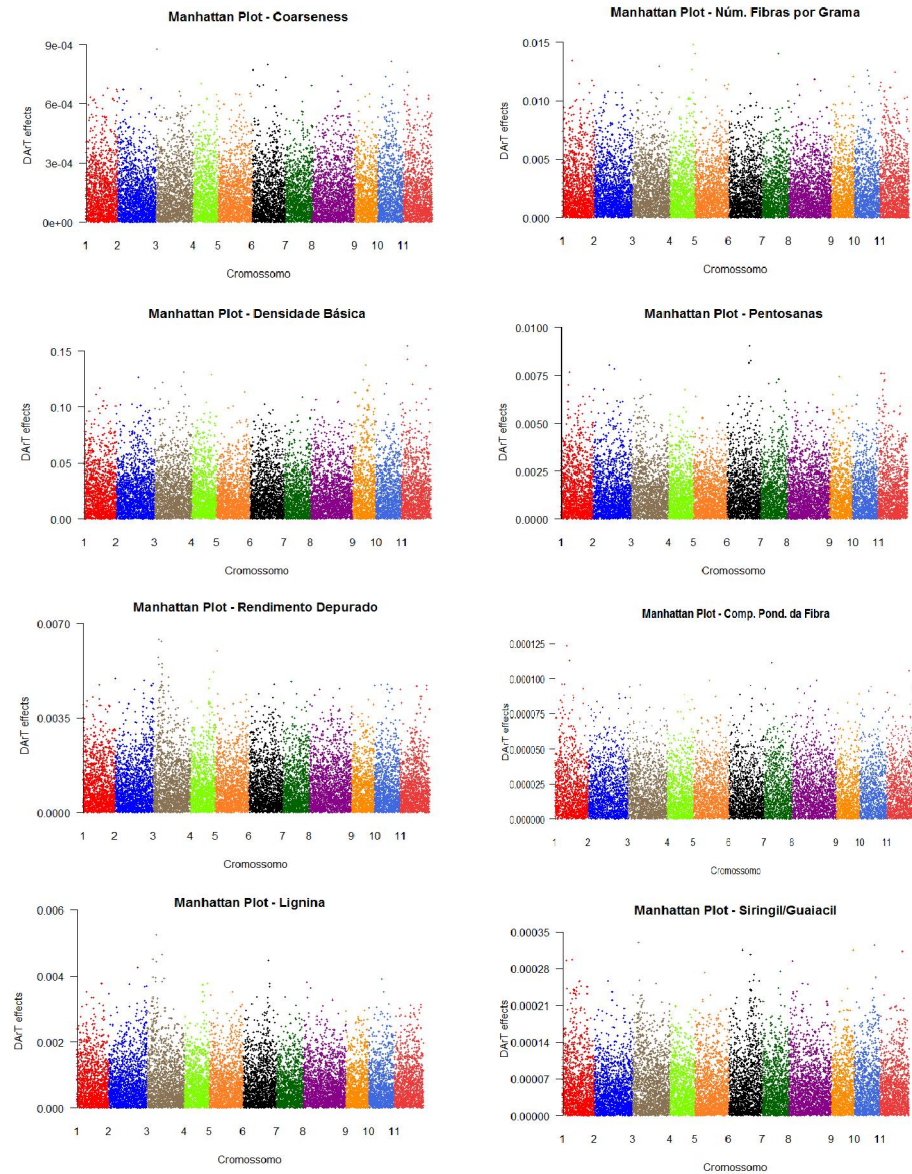 Manhattan Plot - Coarseness
9e-04
6e-04
3e-04
0e+00
DArT effects
1 2 3 4 5 6 7 8 9 10 11
Cromossomo
Manhattan Plot - Núm. Fibras por Grama
0.015
0.010
0.005
0.000
DArT effects
1 2 3 4 5 6 7 8 9 10 11
Cromossomo
Manhattan Plot - Densidade Básica
0.15
0.10
0.05
0.00
DArT effects
1 2 3 4 5 6 7 8 9 10 11
Cromossomo
Manhattan Plot - Pentosanas
0.0100
0.0075
0.0050
0.0025
0.0000
DArT effects
1 2 3 4 5 6 7 8 9 10 11
Cromossomo
Manhattan Plot - Rendimento Depurado
0.0070
0.0035
0.0000
DArT effects
1 2 3 4 5 6 7 8 9 10 11
Cromossomo
Manhattan Plot - Comp. Pond. da Fibra
0.000125
0.000100
0.000075
0.000050
0.000025
0.000000
DArT effects
1 2 3 4 5 6 7 8 9 10 11
Cromossomo
Manhattan Plot - Lignina
0.006
0.004
0.002
0.000
DArT effects
1 2 3 4 5 6 7 8 9 10 11
Cromossomo
Manhattan Plot - Siringil/Guaiacil
0.00035
0.00028
0.00021
0.00014
0.00007
0.00000
DArT effects
1 2 3 4 5 6 7 8 9 10 11
Cromossomo